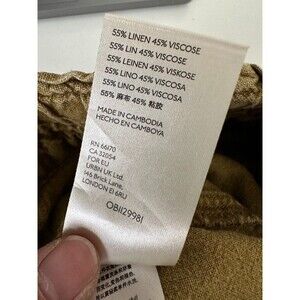 55% LINEN 45% VISCOSE
55% LIN 45% VISCOSE
55% LEINEN 45% VISKOSE
55% LINO 45% VISCOSA
55% LINO 45% VISCOSA
55% 麻布 45% 粘胶
MADE IN CAMBODIA
HECHO EN CAMBOYA
RN 66170
CA 32054
FOR EU
URBN UK Ltd.
146 Brick Lane,
LONDON E1 6RU
OB1129981